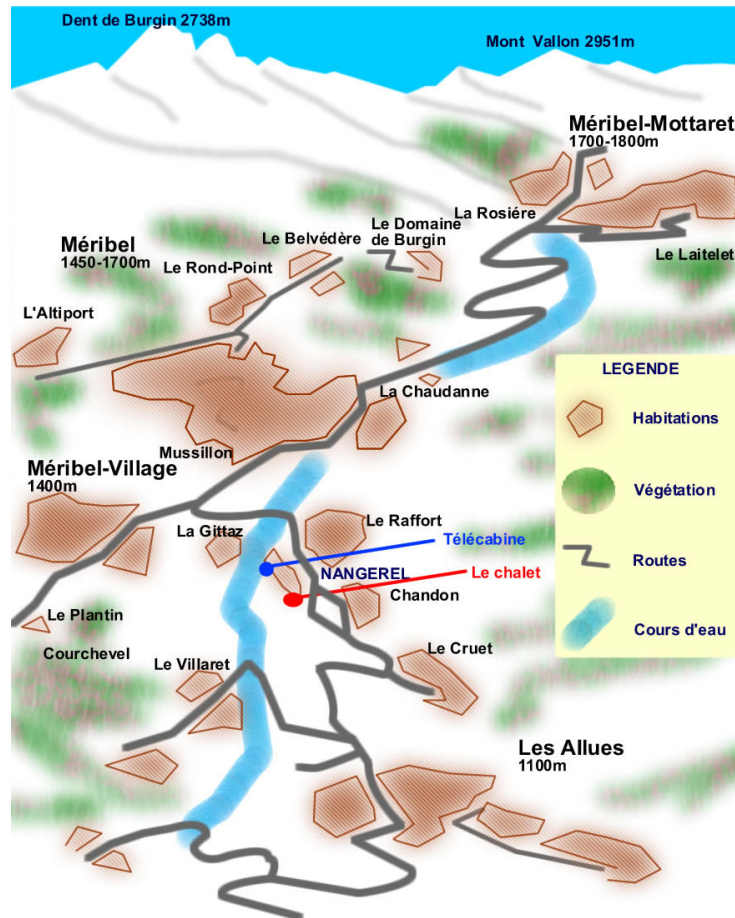 Dent de Burgin 2738m
Mont Vallon 2951m
Méribel-Mottaret
1700-1800m
La Rosiére
Le Domaine
de Burgin
Le Belvédère
Méribel
1450-1700m
Le Rond-Point
Le Laitelet
L'Altiport
LEGENDE
La Chaudanne
Habitations
Mussillon
Méribel-Village
1400m
Végétation
Le Raffort
La Gittaz
Télécabine
Routes
NANGEREL
Le chalet
Chandon
Le Plantin
Cours d'eau
Le Cruet
Courchevel
Le Villaret
Les Allues
1100m